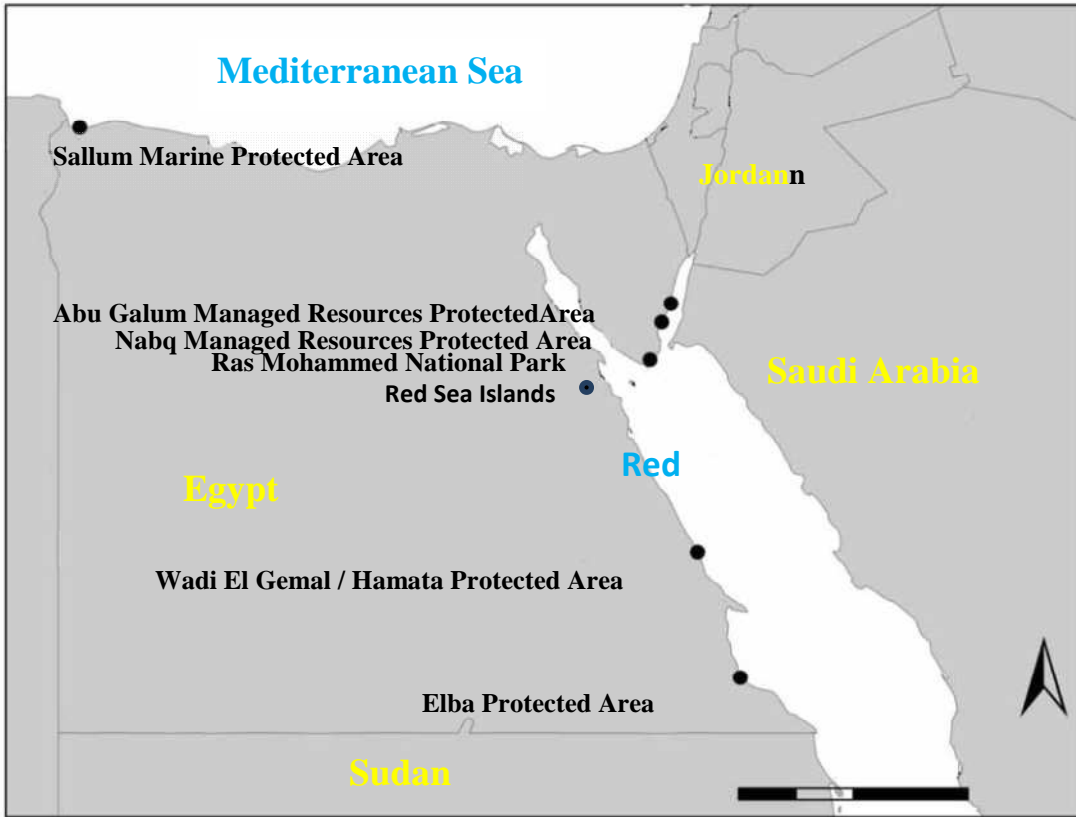 Mediterranean Sea
Sallum Marine Protected Area
Jordann
Abu Galum Managed Resources ProtectedArea
Nabq Managed Resources Protected Area
Ras Mohammed National Park
Saudi Arabia
Red Sea Islands
Red
Egypt
Wadi El Gemal / Hamata Protected Area
Elba Protected Area
Sudan